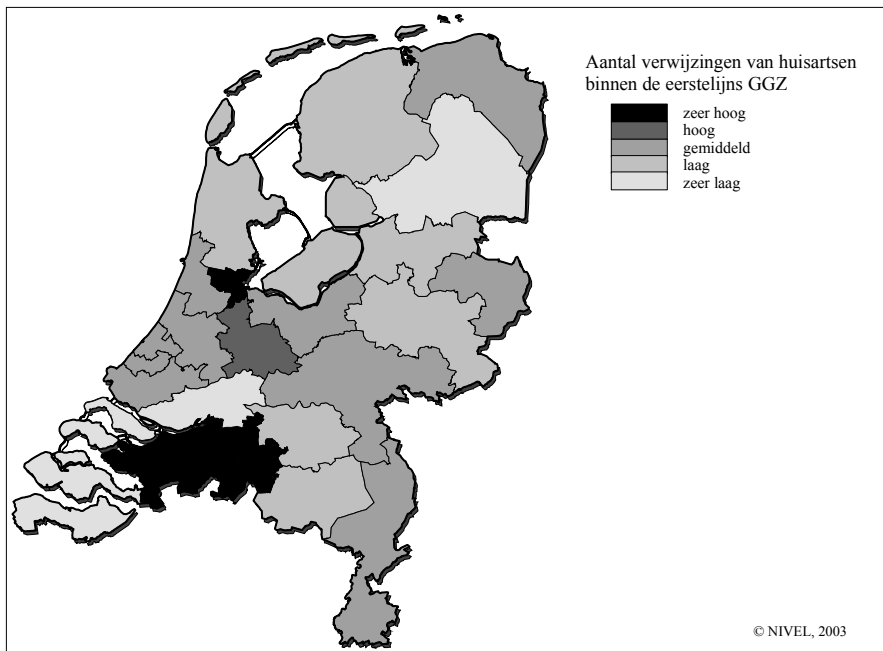 Aantal verwijzingen van huisartsen
binnen de eerstelijns GGZ
zeer hoog
hoog
gemiddeld
laag
zeer laag
© NIVEL, 2003